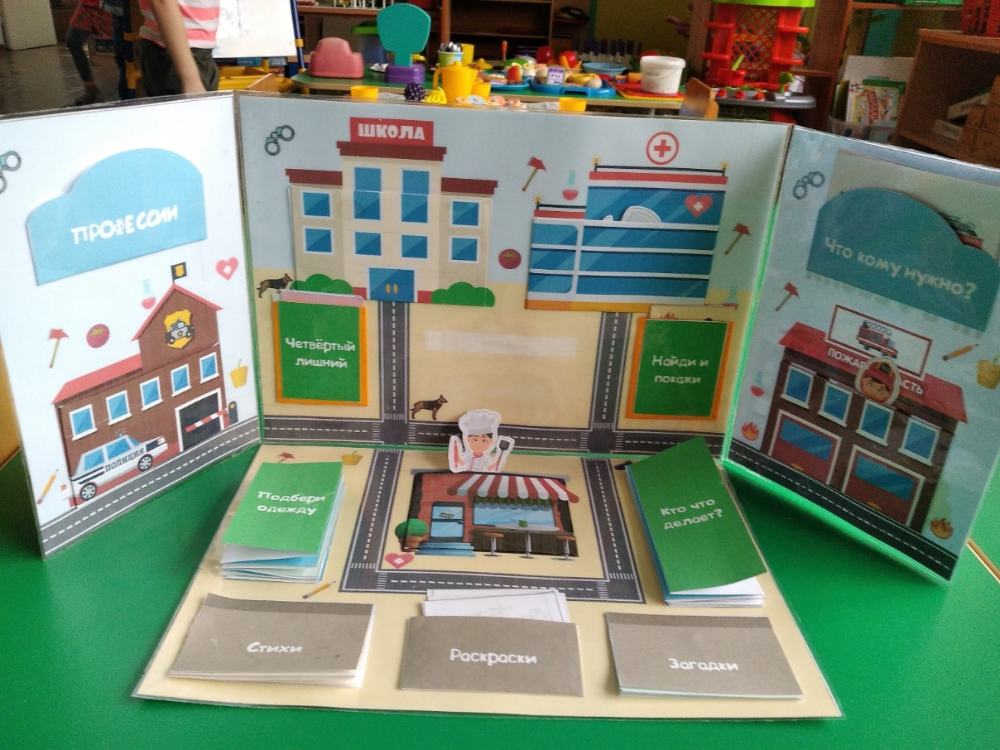 ШКОЛА
ПРОФЕССИИ
Что кому нужно?
Четвёртый
лишний
Найди и
покажи
ПОЛИЦИЯ
Подбери
одежду
Кто что
делает?
Стихи
Раскраски
Загадки